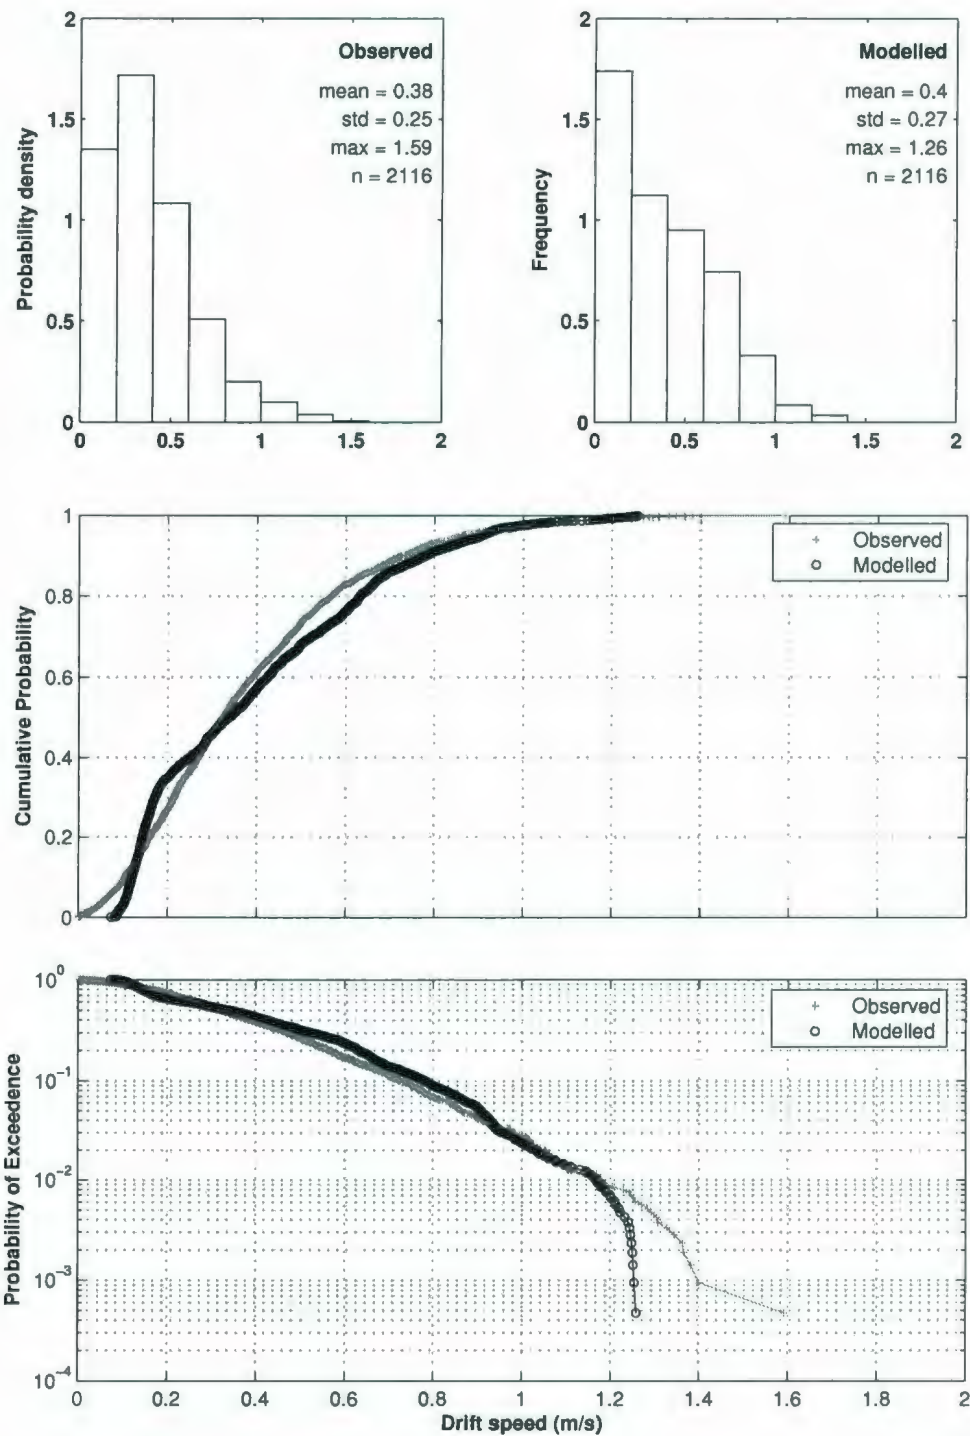 2
Observed
mean = 0.38
std = 0.25
max = 1.59
n = 2116
1.5
1
0.5
0
Probability density
0 0.5 1 1.5 2
2
Modelled
mean = 0.4
std = 0.27
max = 1.26
n = 2116
1.5
1
0.5
0
Frequency
0 0.5 1 1.5 2
1
0.8
0.6
0.4
0.2
0
Cumulative Probability
Observed
Modelled
10^0
10^-1
10^-2
10^-3
10^-4
Probability of Exceedence
Observed
Modelled
0 0.2 0.4 0.6 0.8 1 1.2 1.4 1.6 1.8 2
Drift speed (m/s)